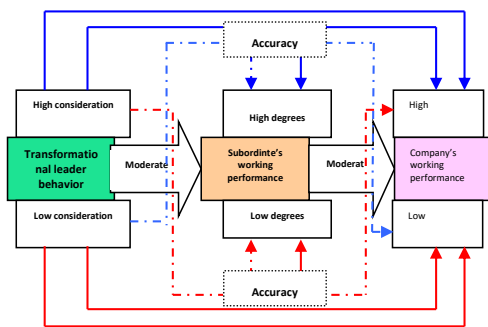 Accuracy
High consideration
High degrees
High
Transformatio
nal leader
behavior
Moderate
Subordinte's
working
performance
Moderat
Company's
working
performance
Low consideration
Low degrees
Low
Accuracy